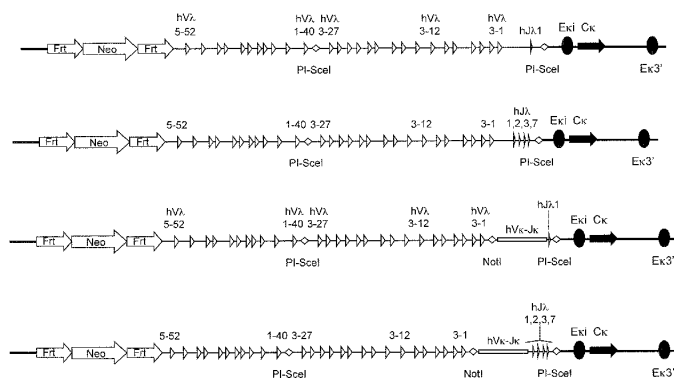 hVλ hVλ hVλ hVλ hVλ
5-52 1-40 3-27 3-12 3-1 hJλ1 Eκi Cκ
Frt Neo Frt
PI-SceI PI-SceI Eκ3'
hJλ
5-52 1-40 3-27 3-12 3-1 1,2,3,7 Eκi Cκ
Frt Neo Frt
PI-SceI PI-SceI Eκ3'
hVλ hVλ hVλ hVλ hVλ hJλ1
5-52 1-40 3-27 3-12 3-1 hVκ-Jκ Eκi Cκ
Frt Neo Frt
PI-SceI NotI PI-SceI Eκ3'
hJλ
5-52 1-40 3-27 3-12 3-1 hVκ-Jκ 1,2,3,7 Eκi Cκ
Frt Neo Frt
PI-SceI NotI PI-SceI Eκ3'